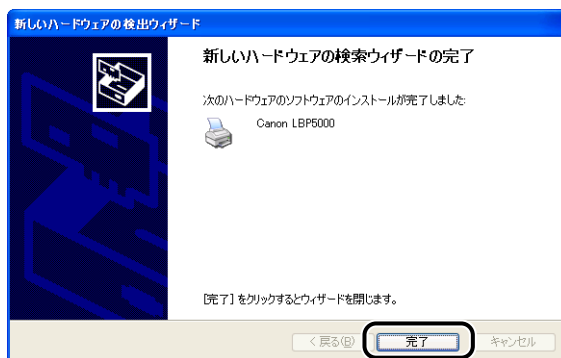 新しいハードウェアの検出ウィザード
新しいハードウェアの検索ウィザードの完了
次のハードウェアのソフトウェアのインストールが完了しました:
Canon LBP5000
[完了] をクリックするとウィザードを閉じます。
< 戻る(B)
完了
キャンセル